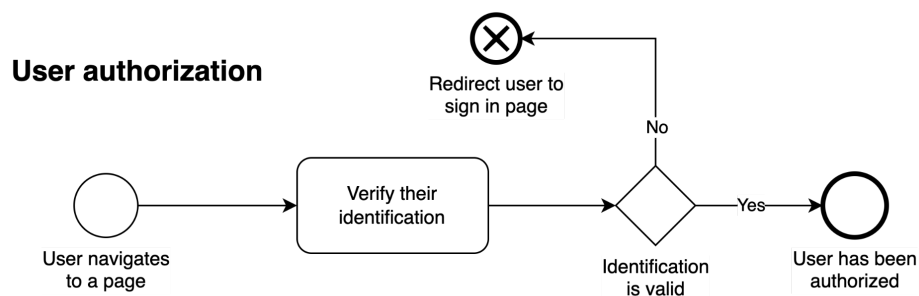 User authorization
Redirect user to
sign in page
No
Verify their
identification
Yes
User navigates
to a page
Identification
is valid
User has been
authorized